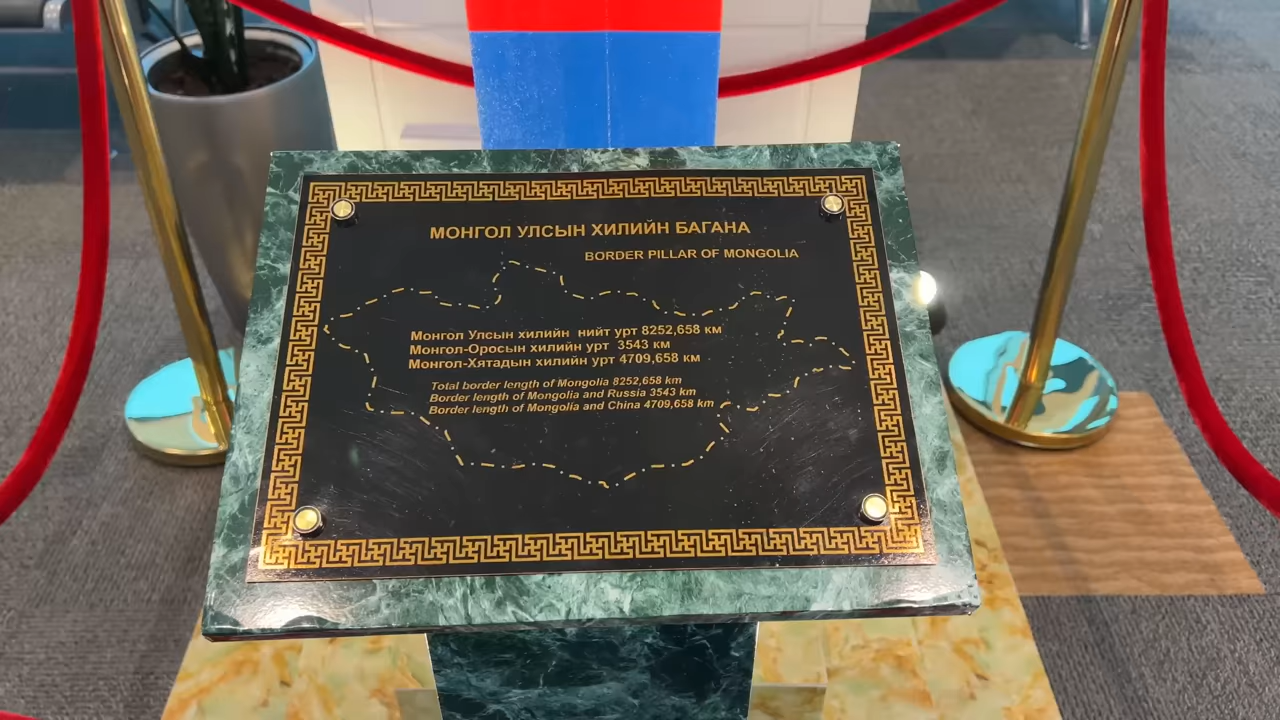 МОНГОЛ УЛСЫН ХИЛИЙН БАГАНА
BORDER PILLAR OF MONGOLIA
Монгол Улсын хилийн нийт урт 8252,658 км
Монгол-Оросын хилийн урт 3543 км
Монгол-Хятадын хилийн урт 4709,658 км
Total border length of Mongolia 8252,658 km
Border length of Mongolia and Russia 3543 km
Border length of Mongolia and China 4709,658 km